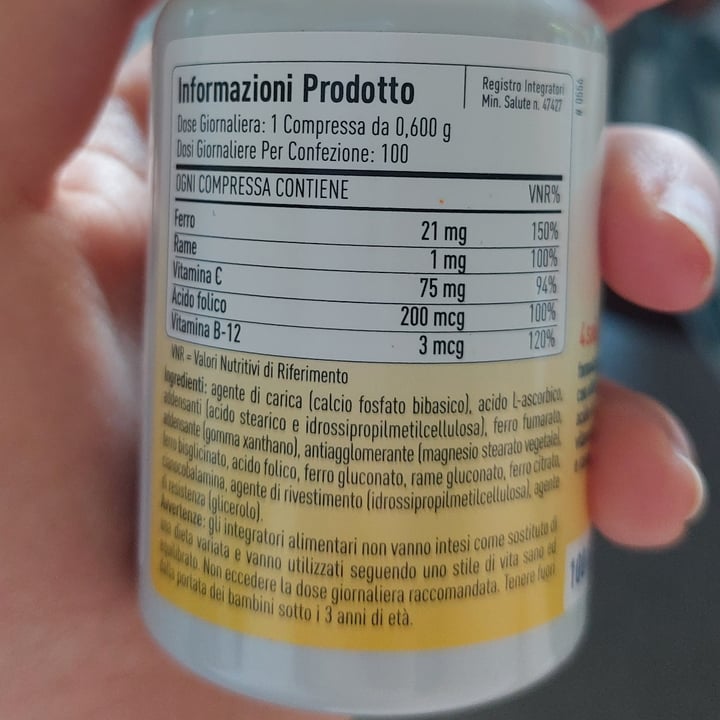 Informazioni Prodotto
Registro Integratori
Min. Salute n. 47427
# 0556
Dose Giornaliera: 1 Compressa da 0,600 g
Dosi Giornaliere Per Confezione: 100
OGNI COMPRESSA CONTIENE VNR%
Ferro 21 mg 150%
Rame 1 mg 100%
Vitamina C 75 mg 94%
Acido folico 200 mcg 100%
Vitamina B-12 3 mcg 120%
VNR = Valori Nutritivi di Riferimento
Ingredienti: agente di carica (calcio fosfato bibasico), acido L-ascorbico,
addensanti (acido stearico e idrossipropilmetilcellulosa), ferro fumarato,
addensante (gomma xanthano), antiagglomerante (magnesio stearato vegetale),
ferro bisglicinato, acido folico, ferro gluconato, rame gluconato, ferro citrato,
cianocobalamina, agente di rivestimento (idrossipropilmetilcellulosa), agente
di resistenza (glicerolo).
Avvertenze: gli integratori alimentari non vanno intesi come sostituto di
una dieta variata e vanno utilizzati seguendo uno stile di vita sano ed
equilibrato. Non eccedere la dose giornaliera raccomandata. Tenere fuori
dalla portata dei bambini sotto i 3 anni di età.